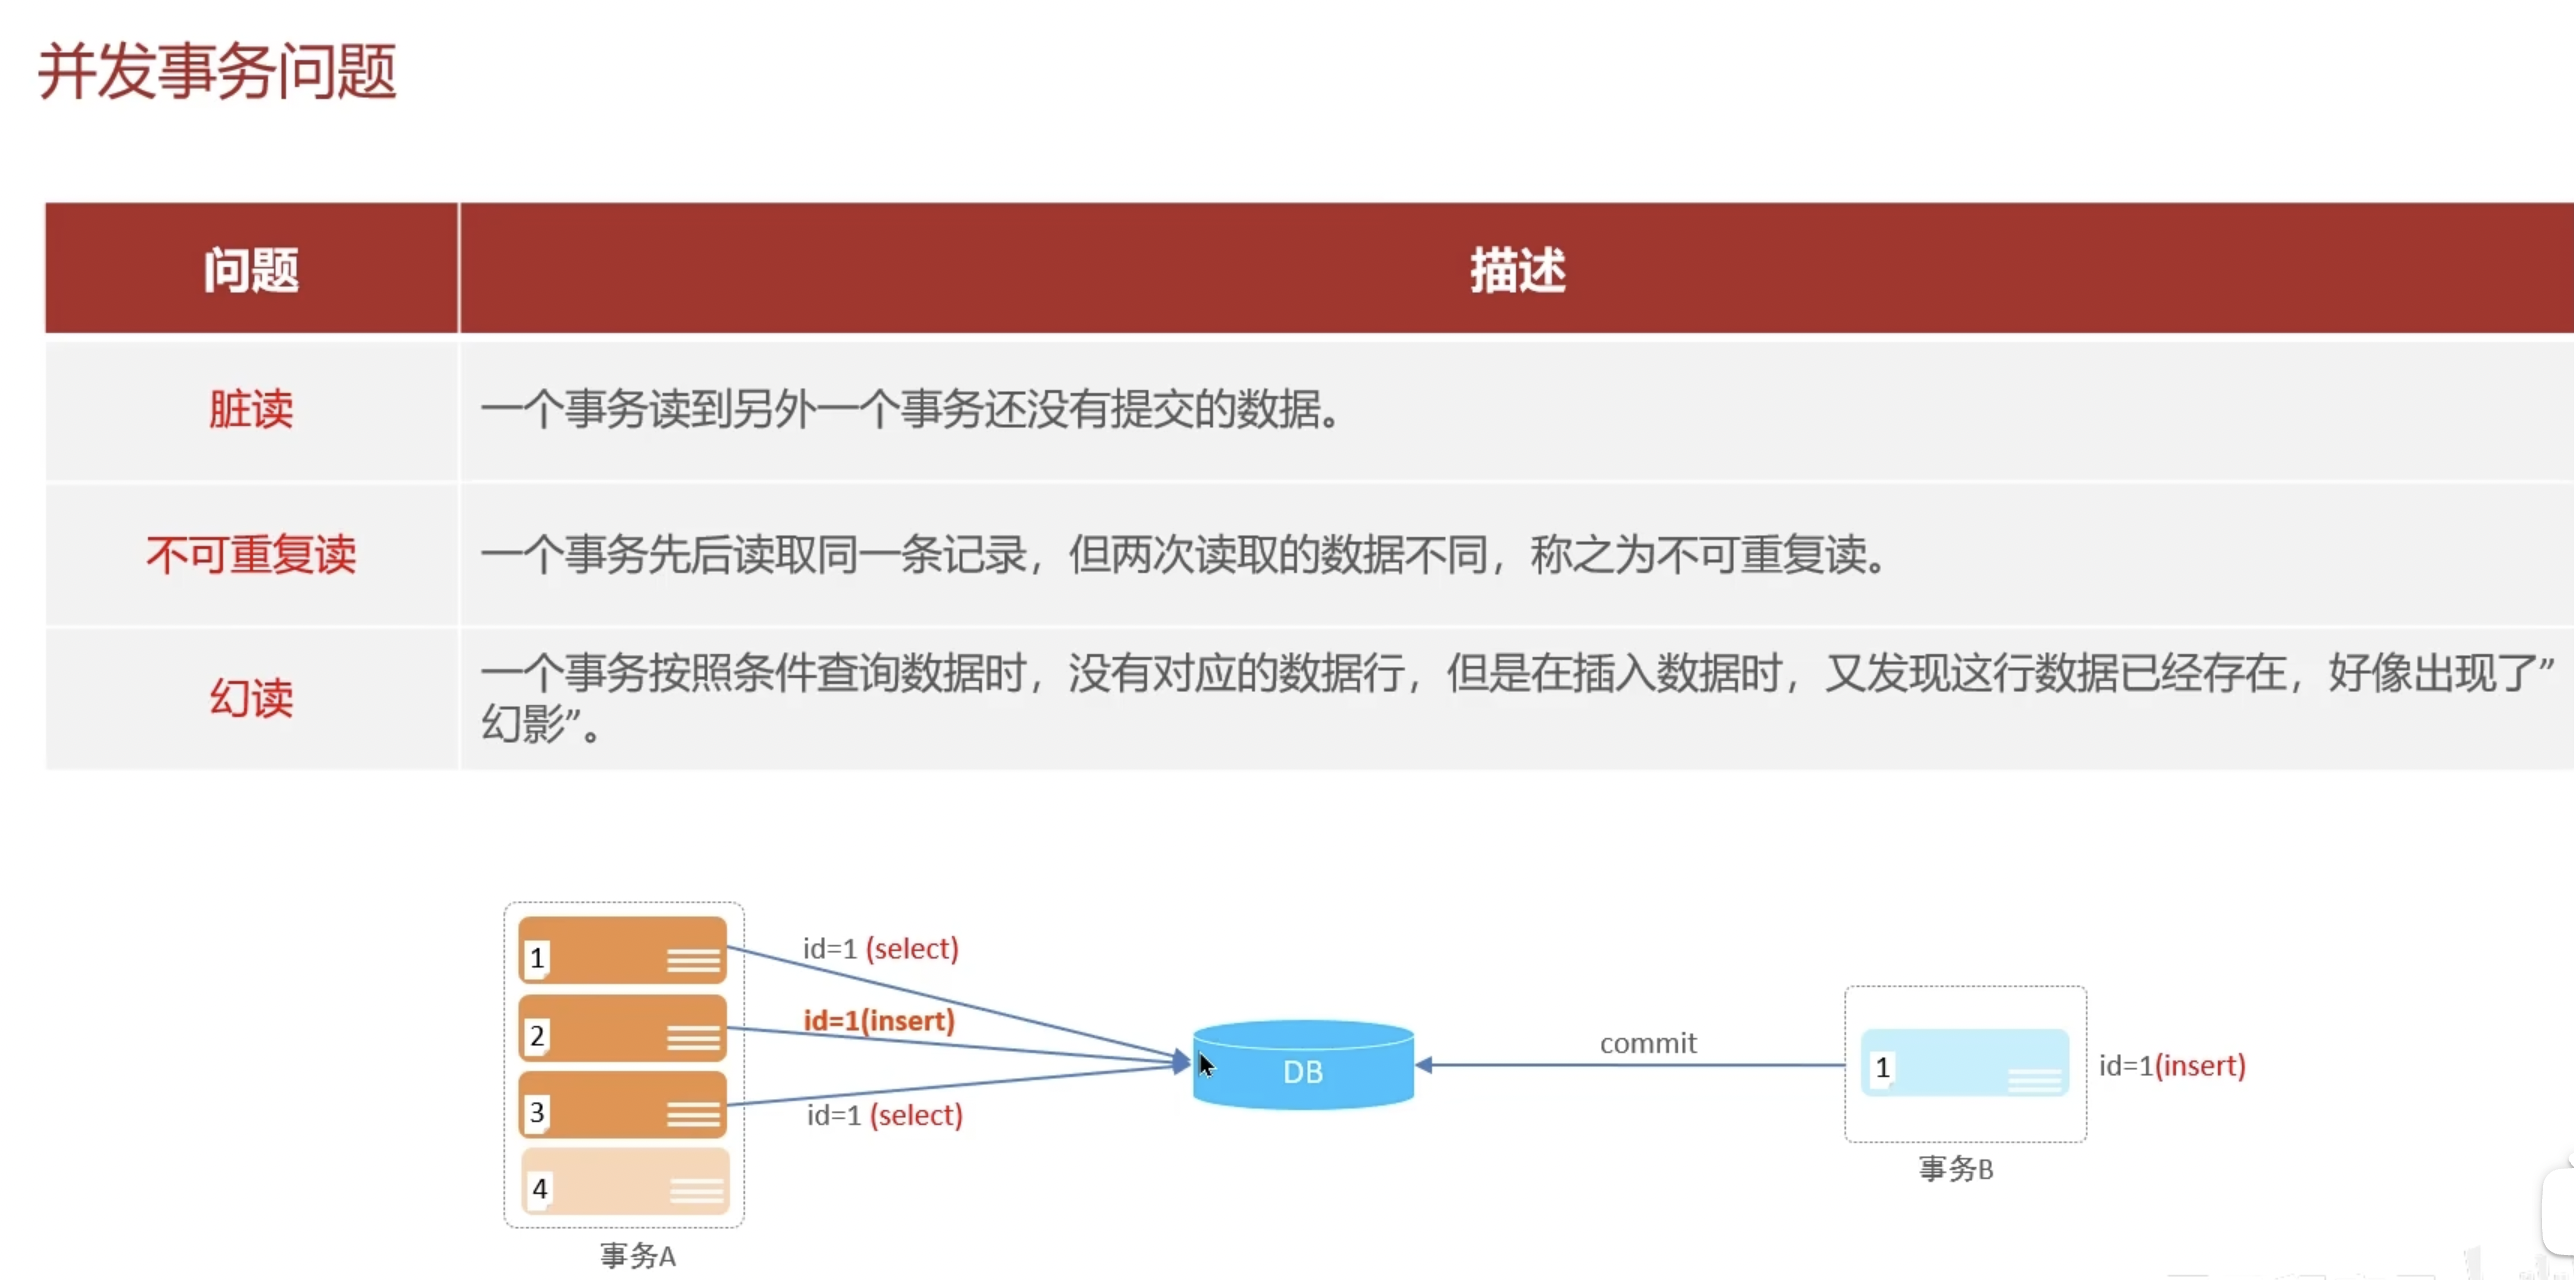 并发事务问题
问题
描述
脏读
一个事务读到另外一个事务还没有提交的数据。
不可重复读
一个事务先后读取同一条记录，但两次读取的数据不同，称之为不可重复读。
幻读
一个事务按照条件查询数据时，没有对应的数据行，但是在插入数据时，又发现这行数据已经存在，好像出现了”
幻影”。
1
id=1 (select)
2
id=1(insert)
3
id=1 (select)
4
事务A
DB
commit
1
id=1(insert)
事务B